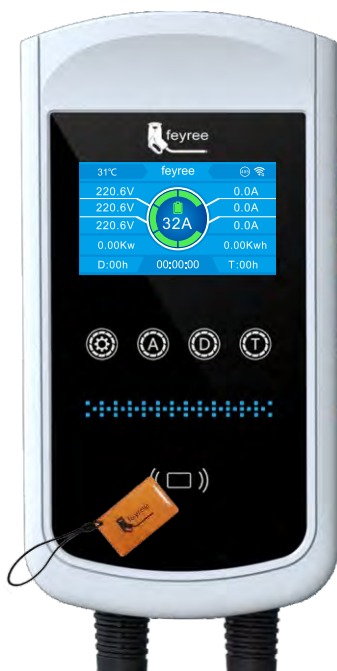 feyree
31℃ feyree
220.6V 0.0A
220.6V 0.0A
220.6V 0.0A
32A
0.00Kw 0.00Kwh
D:00h 00:00:00 T:00h
A D T
feyree